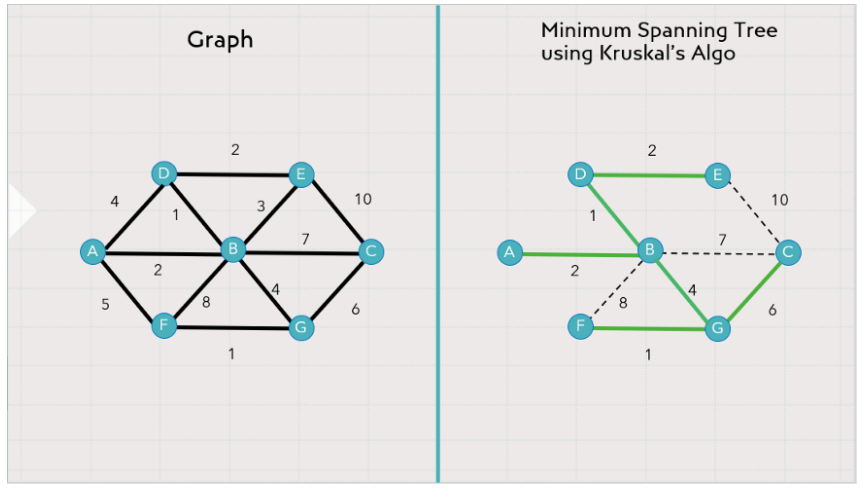 Graph
2
D
E
4
1
3
10
7
A
B
C
2
5
8
4
6
F
G
1
Minimum Spanning Tree
using Kruskal's Algo
2
D
E
10
1
7
A
B
C
2
4
8
6
F
G
1